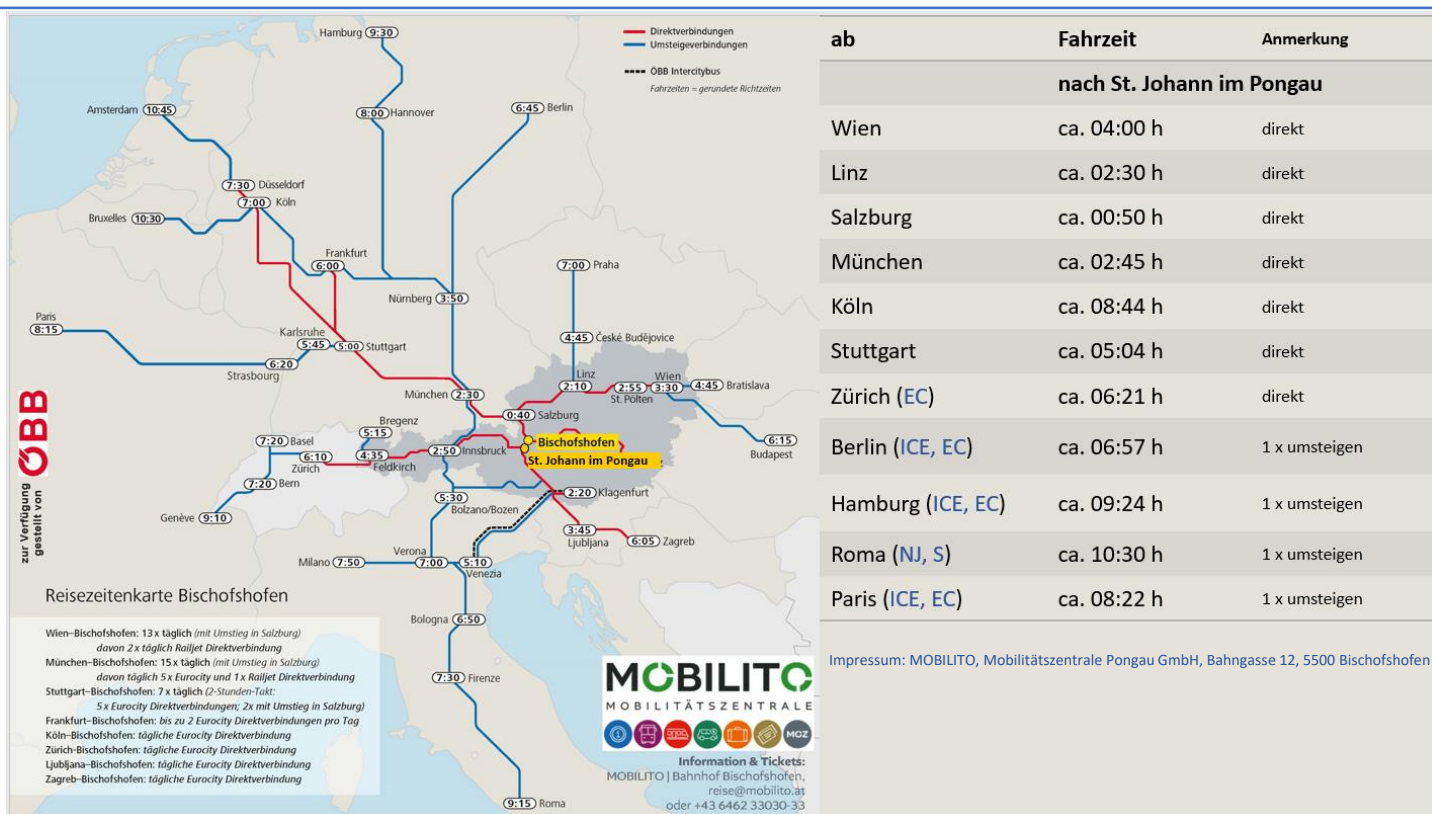 Direktverbindungen
Umsteigeverbindungen
ÖBB Intercitybus
Fahrzeiten = gerundete Richtzeiten
Hamburg 9:30
Amsterdam 10:45
8:00 Hannover
6:45 Berlin
7:30 Düsseldorf
7:00 Köln
Bruxelles 10:30
Frankfurt
6:00
7:00 Praha
Nürnberg 3:50
Paris
8:15
Karlsruhe
5:45
5:00 Stuttgart
4:45 České Budějovice
6:20
Strasbourg
Linz
2:10
2:55
St. Pölten
Wien
3:30
4:45 Bratislava
München 2:30
0:40 Salzburg
Bregenz
5:15
7:20 Basel
6:10
Zürich
4:35
Feldkirch
2:50 Innsbruck
Bischofshofen
St. Johann im Pongau
6:15
Budapest
7:20
Bern
5:30
Bolzano/Bozen
2:20 Klagenfurt
Genève 9:10
3:45
Ljubljana
6:05 Zagreb
Milano 7:50
Verona
7:00
5:10
Venezia
Bologna 6:50
7:30 Firenze
9:15 Roma
zur Verfügung
gestellt von
ÖBB
Reisezeitenkarte Bischofshofen
Wien–Bischofshofen: 13 x täglich (mit Umstieg in Salzburg)
davon 2 x täglich Railjet Direktverbindung
München–Bischofshofen: 15 x täglich (mit Umstieg in Salzburg)
davon täglich 5 x Eurocity und 1 x Railjet Direktverbindung
Stuttgart–Bischofshofen: 7 x täglich (2-Stunden-Takt:
5 x Eurocity Direktverbindungen; 2x mit Umstieg in Salzburg)
Frankfurt–Bischofshofen: bis zu 2 Eurocity Direktverbindungen pro Tag
Köln–Bischofshofen: tägliche Eurocity Direktverbindung
Zürich–Bischofshofen: tägliche Eurocity Direktverbindung
Ljubljana–Bischofshofen: tägliche Eurocity Direktverbindung
Zagreb–Bischofshofen: tägliche Eurocity Direktverbindung
MOBILITO
MOBILITÄTSZENTRALE
MOZ
Information & Tickets:
MOBILITO | Bahnhof Bischofshofen,
reise@mobilito.at
oder +43 6462 33030-33
ab Fahrzeit Anmerkung
nach St. Johann im Pongau
Wien ca. 04:00 h direkt
Linz ca. 02:30 h direkt
Salzburg ca. 00:50 h direkt
München ca. 02:45 h direkt
Köln ca. 08:44 h direkt
Stuttgart ca. 05:04 h direkt
Zürich (EC) ca. 06:21 h direkt
Berlin (ICE, EC) ca. 06:57 h 1 x umsteigen
Hamburg (ICE, EC) ca. 09:24 h 1 x umsteigen
Roma (NJ, S) ca. 10:30 h 1 x umsteigen
Paris (ICE, EC) ca. 08:22 h 1 x umsteigen
Impressum: MOBILITO, Mobilitätszentrale Pongau GmbH, Bahngasse 12, 5500 Bischofshofen